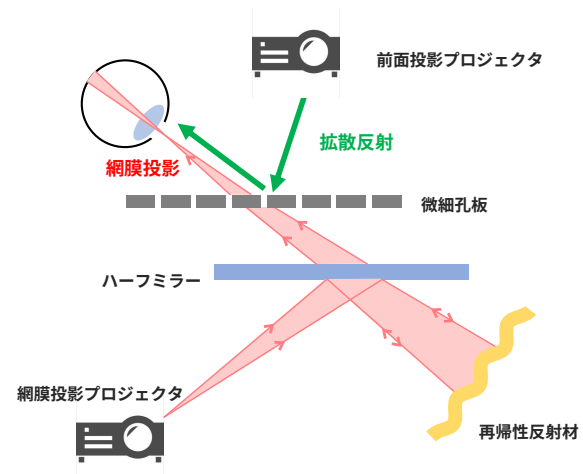 前面投影プロジェクタ
拡散反射
網膜投影
微細孔板
ハーフミラー
網膜投影プロジェクタ
再帰性反射材